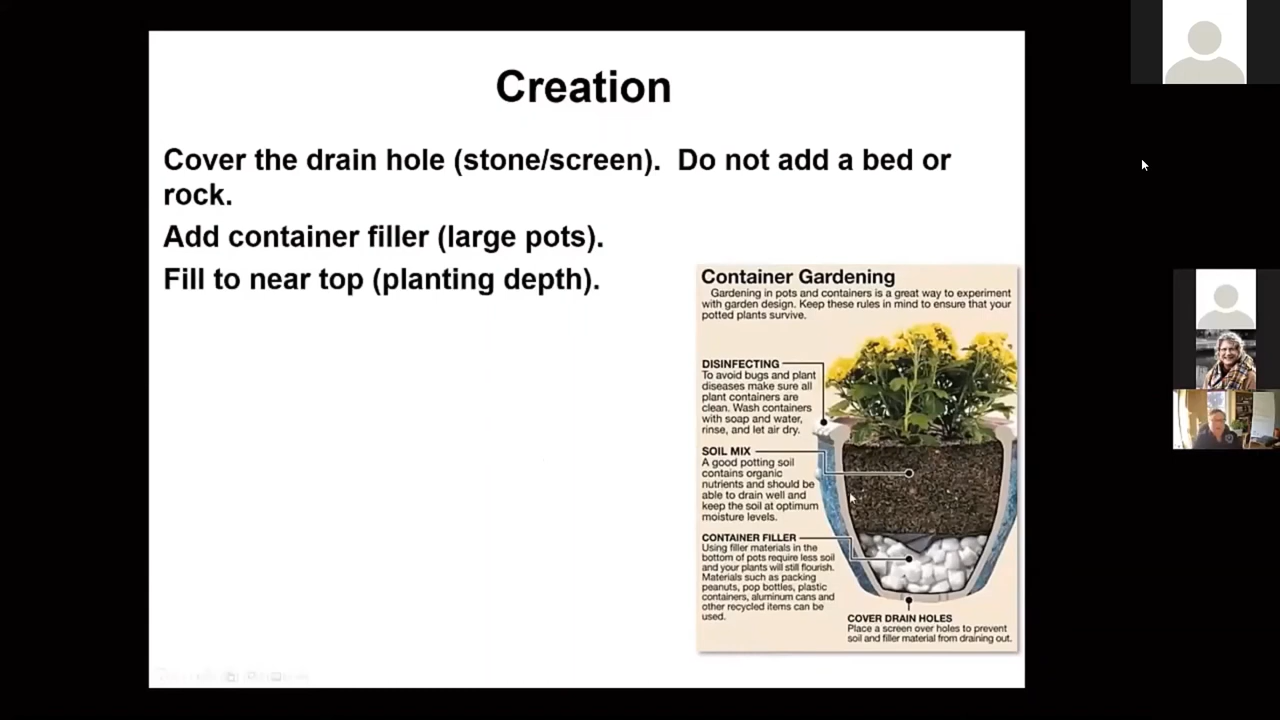 Creation
Cover the drain hole (stone/screen).  Do not add a bed or
rock.
Add container filler (large pots).
Fill to near top (planting depth).
Container Gardening
Gardening in pots and containers is a great way to experiment
with garden design. Keep these rules in mind to ensure that your
potted plants survive.
DISINFECTING
To avoid bugs and plant
diseases make sure all
plant containers are
clean. Wash containers
with soap and water,
rinse, and let air dry.
SOIL MIX
A good potting soil
contains organic
nutrients and should be
able to drain well and
keep the soil at optimum
moisture levels.
CONTAINER FILLER
Using filler materials in the
bottom of pots require less soil
and your plants will still flourish.
Materials such as packing
peanuts, pop bottles, plastic
containers, aluminum cans and
other recycled items can be
used.
COVER DRAIN HOLES
Place a screen over holes to prevent
soil and filler material from draining out.